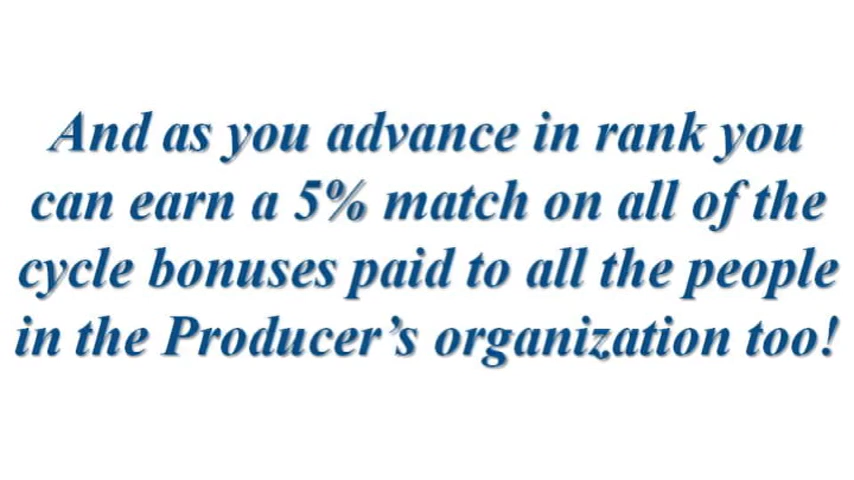 And as you advance in rank you
can earn a 5% match on all of the
cycle bonuses paid to all the people
in the Producer’s organization too!